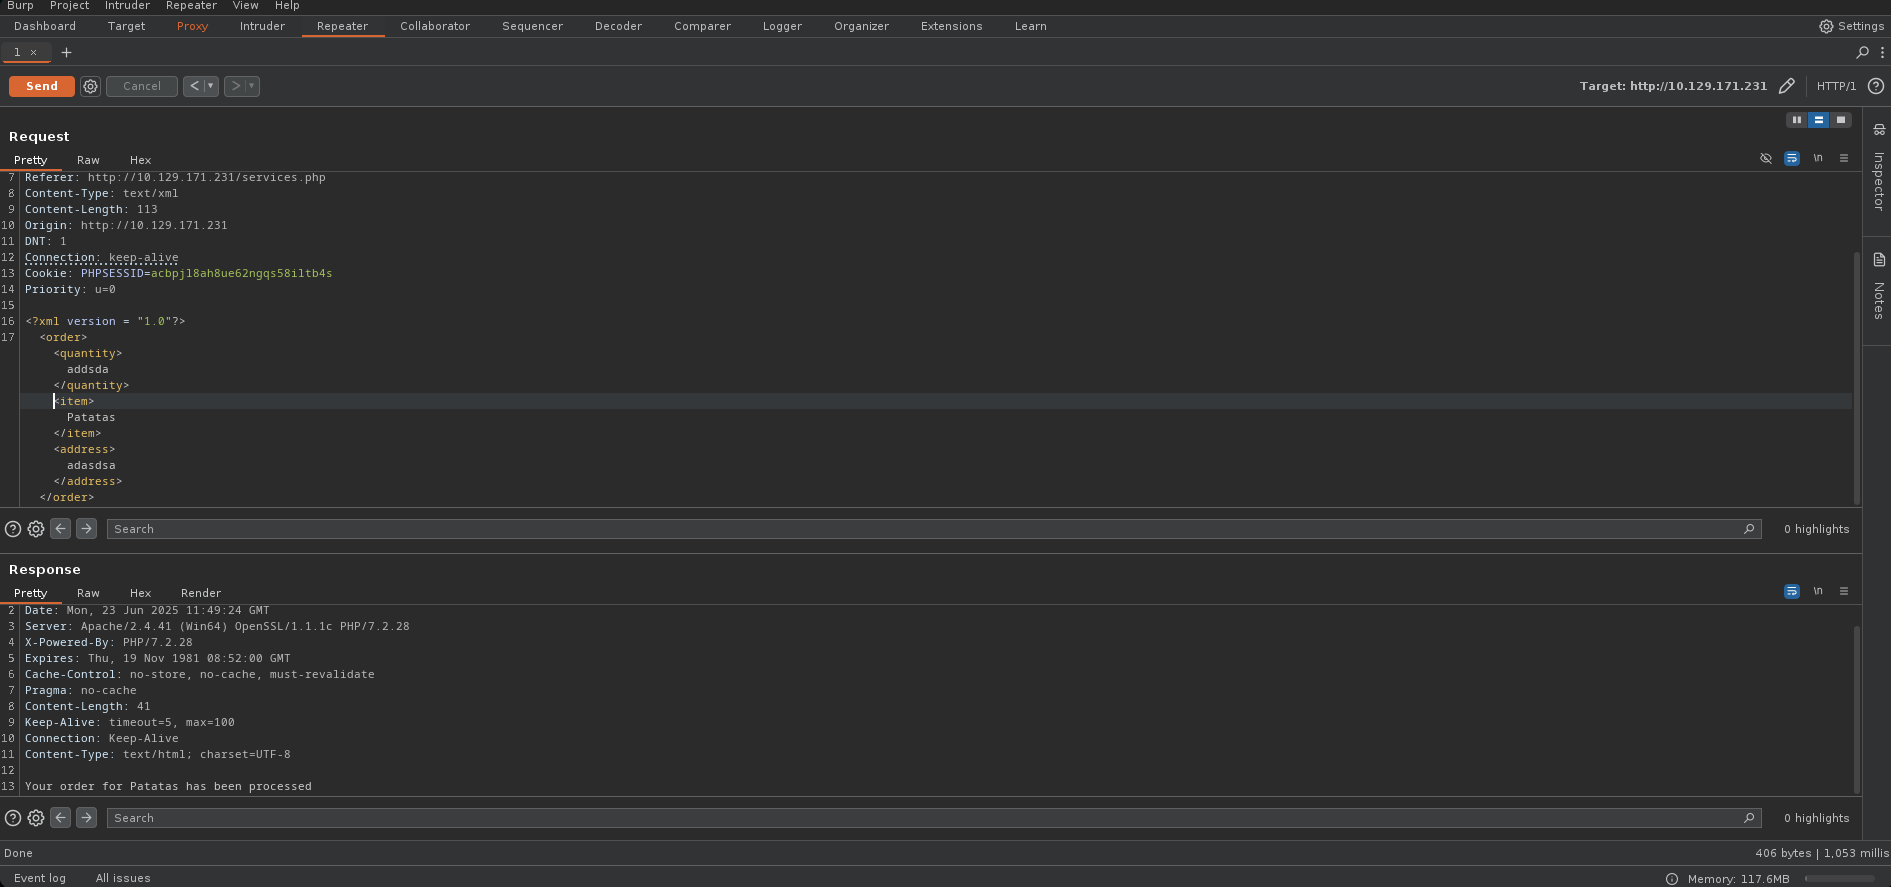 Burp Project Intruder Repeater View Help
Dashboard Target Proxy Intruder Repeater Collaborator Sequencer Decoder Comparer Logger Organizer Extensions Learn Settings
1 × +
Send Cancel < > Target: http://10.129.171.231 HTTP/1
Request
Pretty Raw Hex \n
7 Referer: http://10.129.171.231/services.php
8 Content-Type: text/xml
9 Content-Length: 113
10 Origin: http://10.129.171.231
11 DNT: 1
12 Connection: keep-alive
13 Cookie: PHPSESSID=acbpjl8ah8ue62ngqs58i1tb4s
14 Priority: u=0
15
16 <?xml version = "1.0"?>
17 <order>
<quantity>
addsda
</quantity>
<item>
Patatas
</item>
<address>
adasdsa
</address>
</order>
Search 0 highlights
Response
Pretty Raw Hex Render \n
2 Date: Mon, 23 Jun 2025 11:49:24 GMT
3 Server: Apache/2.4.41 (Win64) OpenSSL/1.1.1c PHP/7.2.28
4 X-Powered-By: PHP/7.2.28
5 Expires: Thu, 19 Nov 1981 08:52:00 GMT
6 Cache-Control: no-store, no-cache, must-revalidate
7 Pragma: no-cache
8 Content-Length: 41
9 Keep-Alive: timeout=5, max=100
10 Connection: Keep-Alive
11 Content-Type: text/html; charset=UTF-8
12
13 Your order for Patatas has been processed
Search 0 highlights
Done 406 bytes | 1,053 millis
Event log All issues Memory: 117.6MB
Inspector
Notes